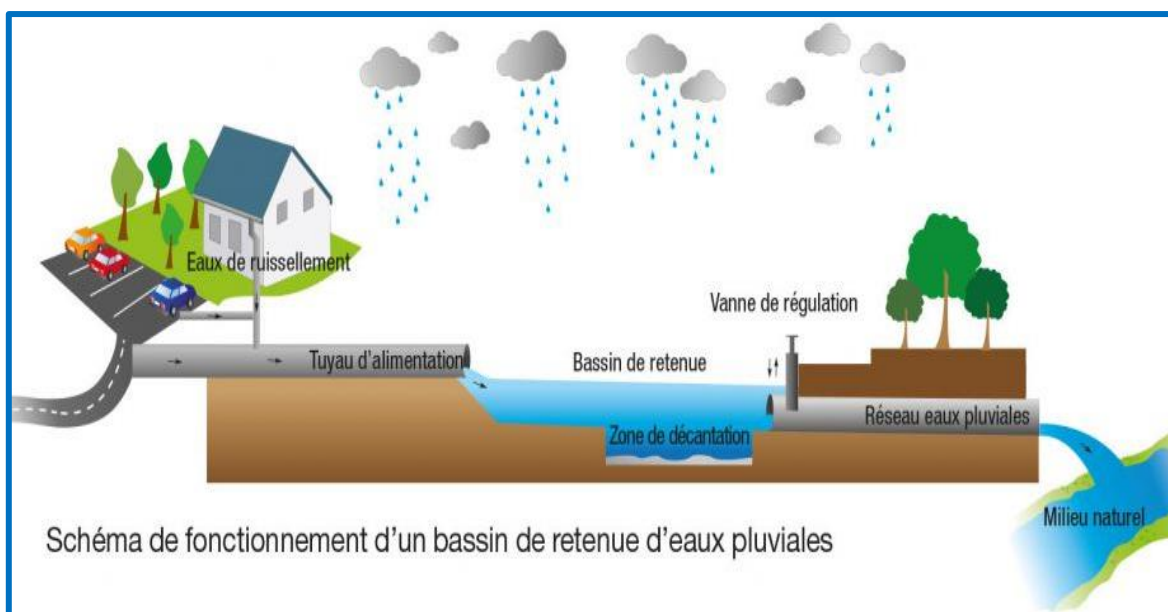 Eaux de ruissellement
Vanne de régulation
Tuyau d'alimentation
Bassin de retenue
Réseau eaux pluviales
Zone de décantation
Milieu naturel
Schéma de fonctionnement d'un bassin de retenue d'eaux pluviales